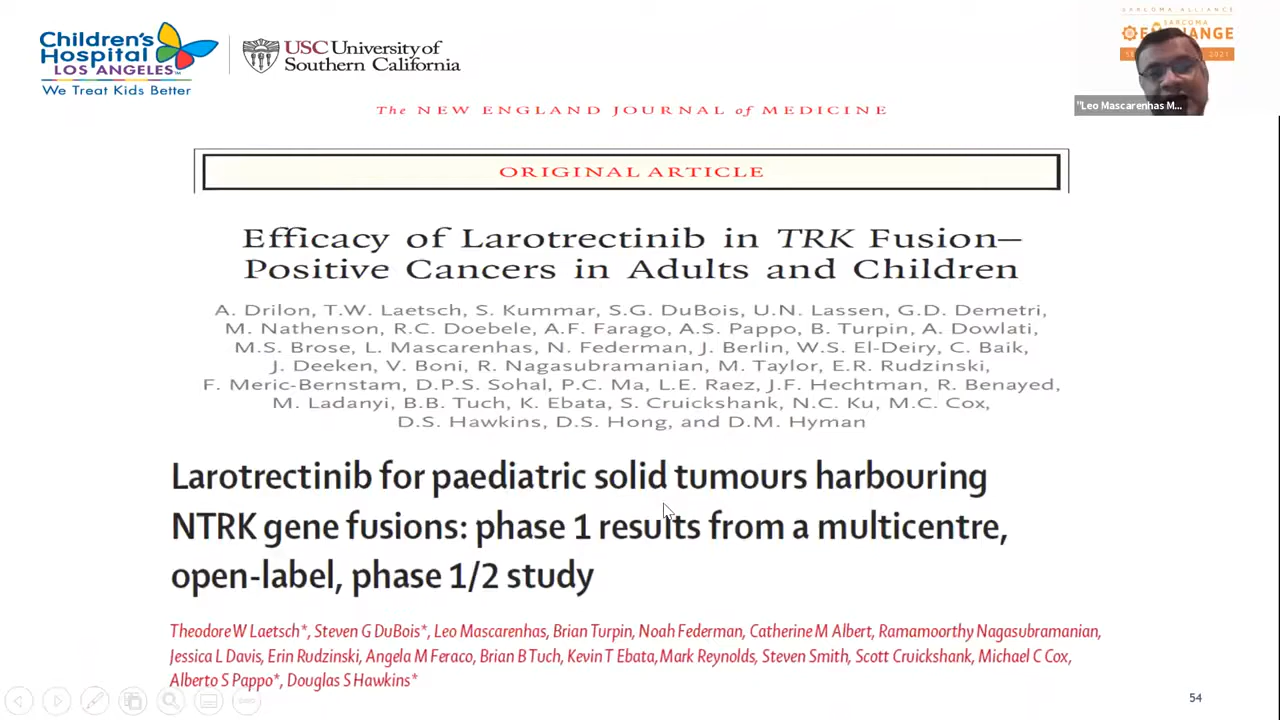 Children's
Hospital
LOS ANGELES
We Treat Kids Better
USC University of
Southern California
SARCOMA ALLIANCE
SARCOMA
2021
"Leo Mascarenhas M...
The NEW ENGLAND JOURNAL of MEDICINE
ORIGINAL ARTICLE
Efficacy of Larotrectinib in TRK Fusion–
Positive Cancers in Adults and Children
A. Drilon, T.W. Laetsch, S. Kummar, S.G. DuBois, U.N. Lassen, G.D. Demetri,
M. Nathenson, R.C. Doebele, A.F. Farago, A.S. Pappo, B. Turpin, A. Dowlati,
M.S. Brose, L. Mascarenhas, N. Federman, J. Berlin, W.S. El-Deiry, C. Baik,
J. Deeken, V. Boni, R. Nagasubramanian, M. Taylor, E.R. Rudzinski,
F. Meric-Bernstam, D.P.S. Sohal, P.C. Ma, L.E. Raez, J.F. Hechtman, R. Benayed,
M. Ladanyi, B.B. Tuch, K. Ebata, S. Cruickshank, N.C. Ku, M.C. Cox,
D.S. Hawkins, D.S. Hong, and D.M. Hyman
Larotrectinib for paediatric solid tumours harbouring
NTRK gene fusions: phase 1 results from a multicentre,
open-label, phase 1/2 study
Theodore W Laetsch*, Steven G DuBois*, Leo Mascarenhas, Brian Turpin, Noah Federman, Catherine M Albert, Ramamoorthy Nagasubramanian,
Jessica L Davis, Erin Rudzinski, Angela M Feraco, Brian B Tuch, Kevin T Ebata, Mark Reynolds, Steven Smith, Scott Cruickshank, Michael C Cox,
Alberto S Pappo*, Douglas S Hawkins*
54